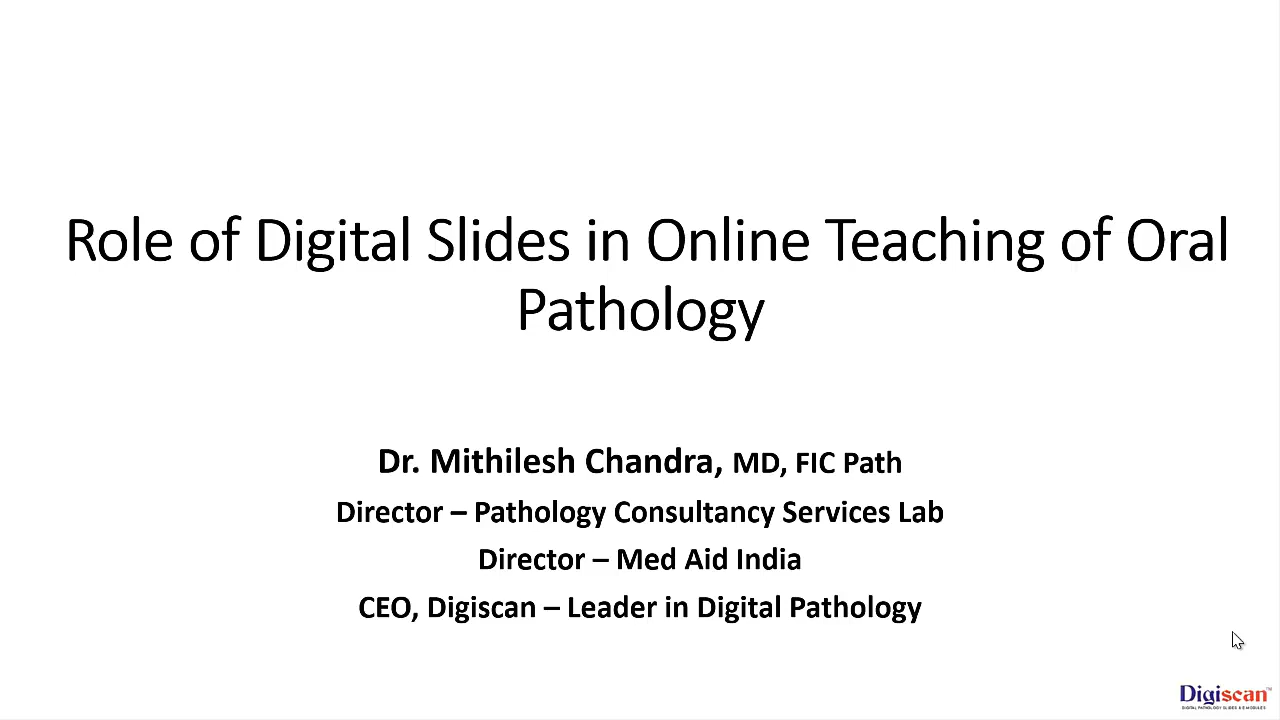 Role of Digital Slides in Online Teaching of Oral
Pathology
Dr. Mithilesh Chandra, MD, FIC Path
Director – Pathology Consultancy Services Lab
Director – Med Aid India
CEO, Digiscan – Leader in Digital Pathology
Digiscan™
DIGITAL PATHOLOGY SLIDES & E MODULES